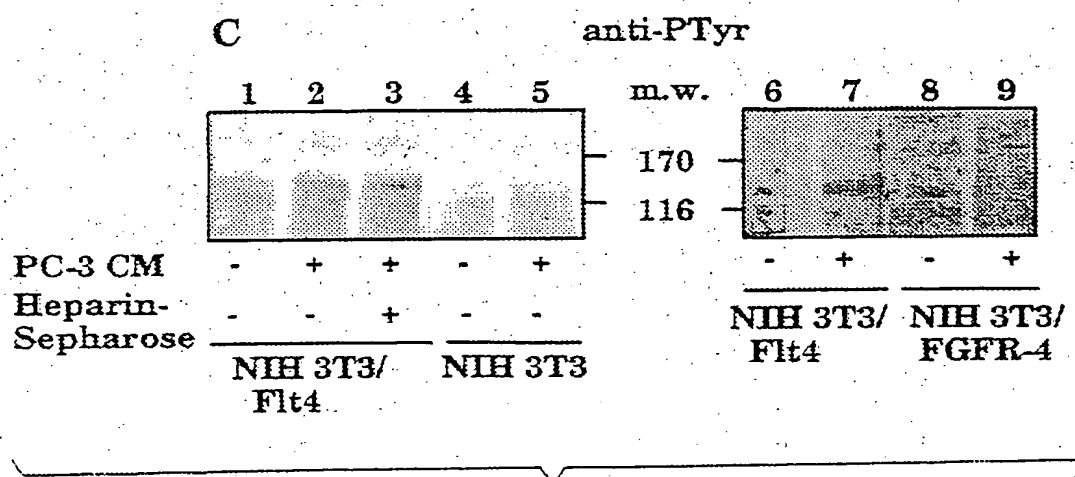 C anti-PTyr
1 2 3 4 5 m.w. 6 7 8 9
170
116
PC-3 CM - + + - + - + - +
Heparin-
Sepharose - - + - -
NIH 3T3/ NIH 3T3 NIH 3T3/ NIH 3T3/
Flt4 Flt4 FGFR-4